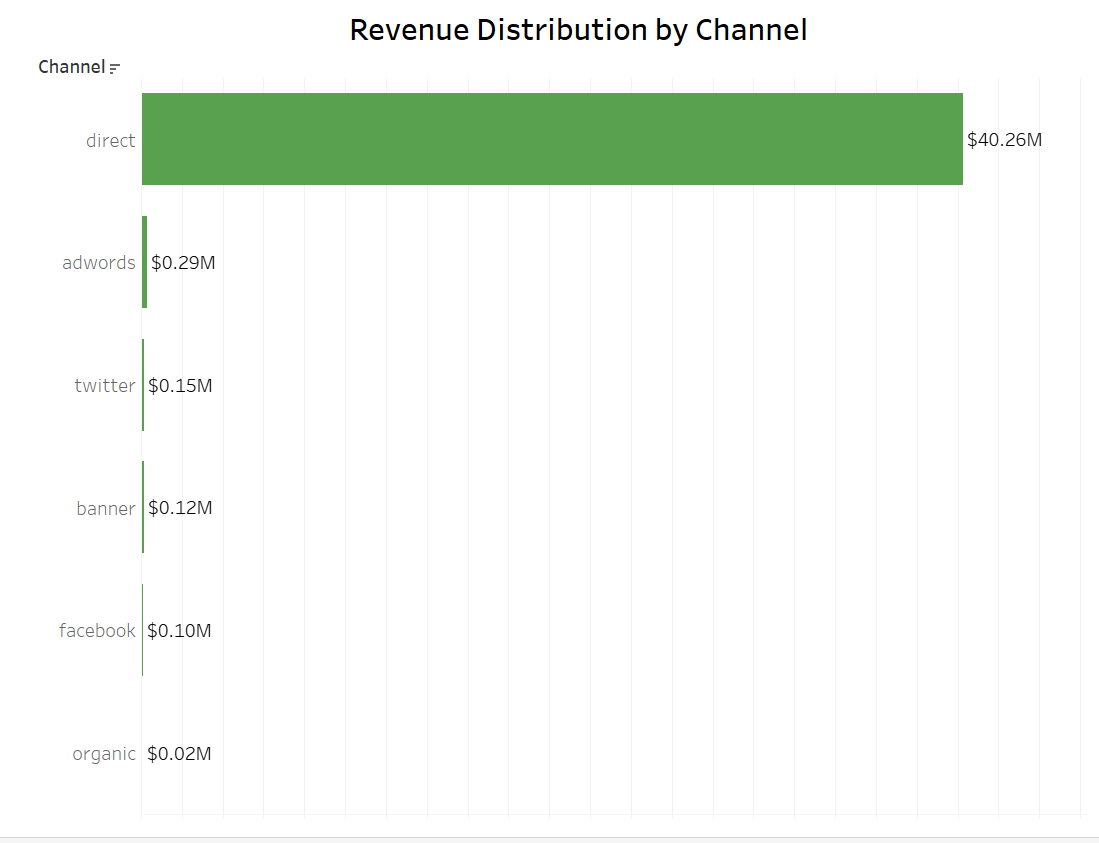 Revenue Distribution by Channel
Channel
direct $40.26M
adwords $0.29M
twitter $0.15M
banner $0.12M
facebook $0.10M
organic $0.02M